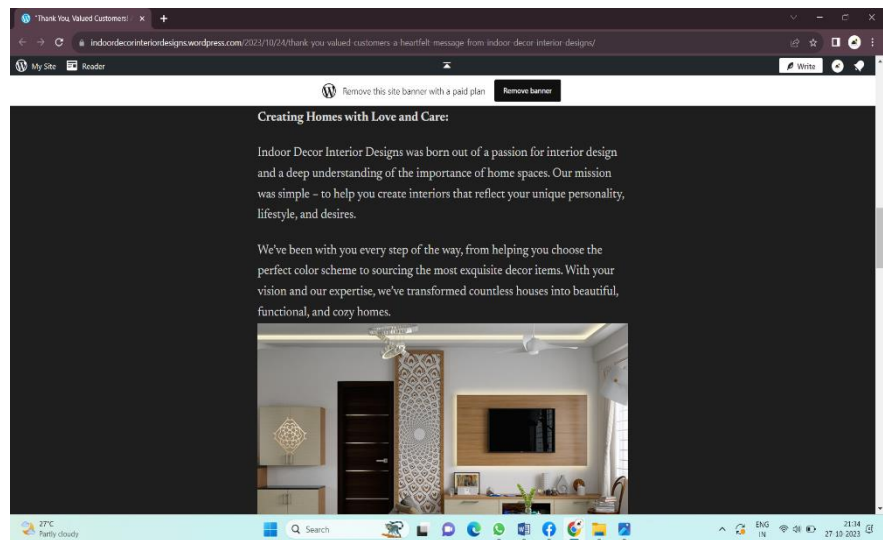 "Thank You, Valued Customers! -
indoordecorinteriordesigns.wordpress.com/2023/10/24/thank-you-valued-customers-a-heartfelt-message-from-indoor-decor-interior-designs/
My Site Reader Write
Remove this site banner with a paid plan Remove banner
Creating Homes with Love and Care:
Indoor Decor Interior Designs was born out of a passion for interior design
and a deep understanding of the importance of home spaces. Our mission
was simple – to help you create interiors that reflect your unique personality,
lifestyle, and desires.
We've been with you every step of the way, from helping you choose the
perfect color scheme to sourcing the most exquisite decor items. With your
vision and our expertise, we've transformed countless houses into beautiful,
functional, and cozy homes.
27°C
Partly cloudy
Search
ENG
IN
21:34
27-10-2023